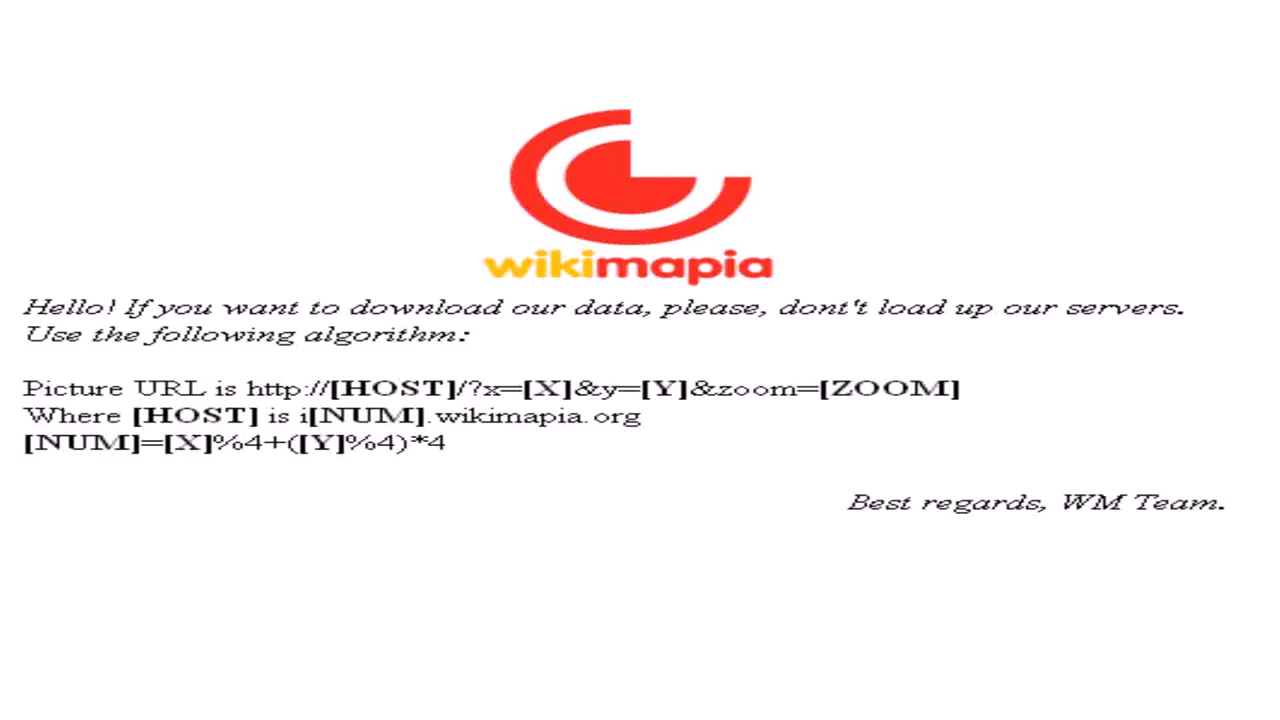 wikimapia
Hello! If you want to download our data, please, dont't load up our servers.
Use the following algorithm:
Picture URL is http://[HOST]/?x=[X]&y=[Y]&zoom=[ZOOM]
Where [HOST] is i[NUM].wikimapia.org
[NUM]=[X]%4+([Y]%4)*4
Best regards, WM Team.